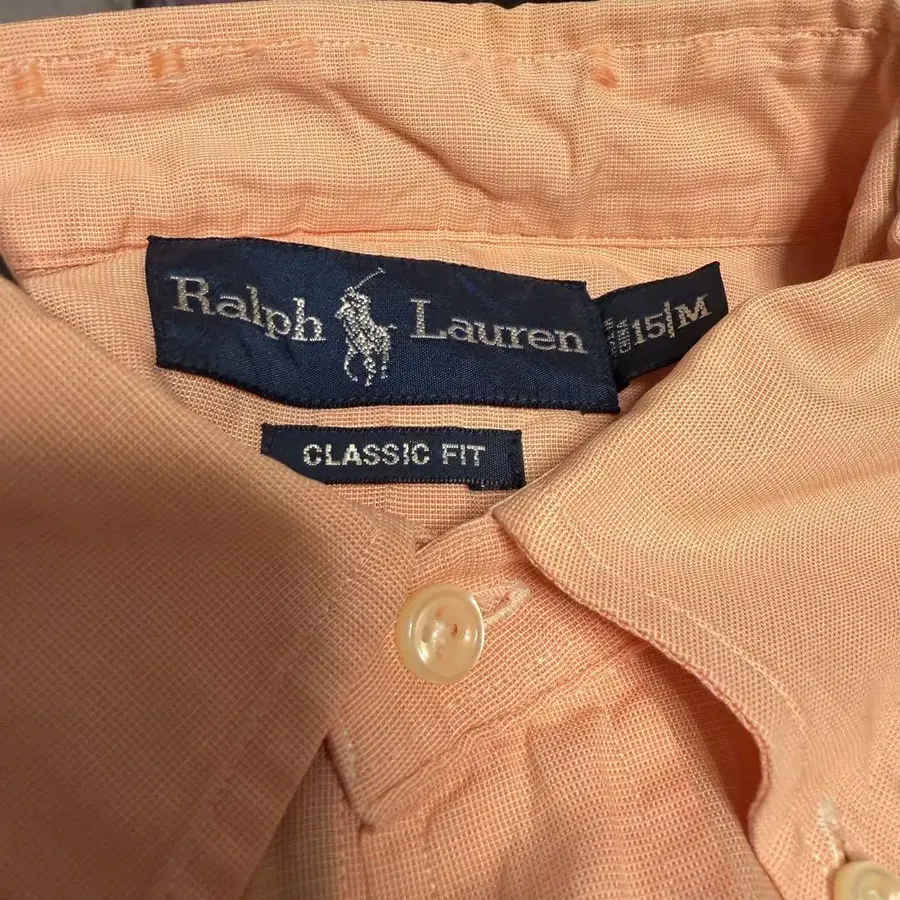 Ralph Lauren
15/M
CLASSIC FIT